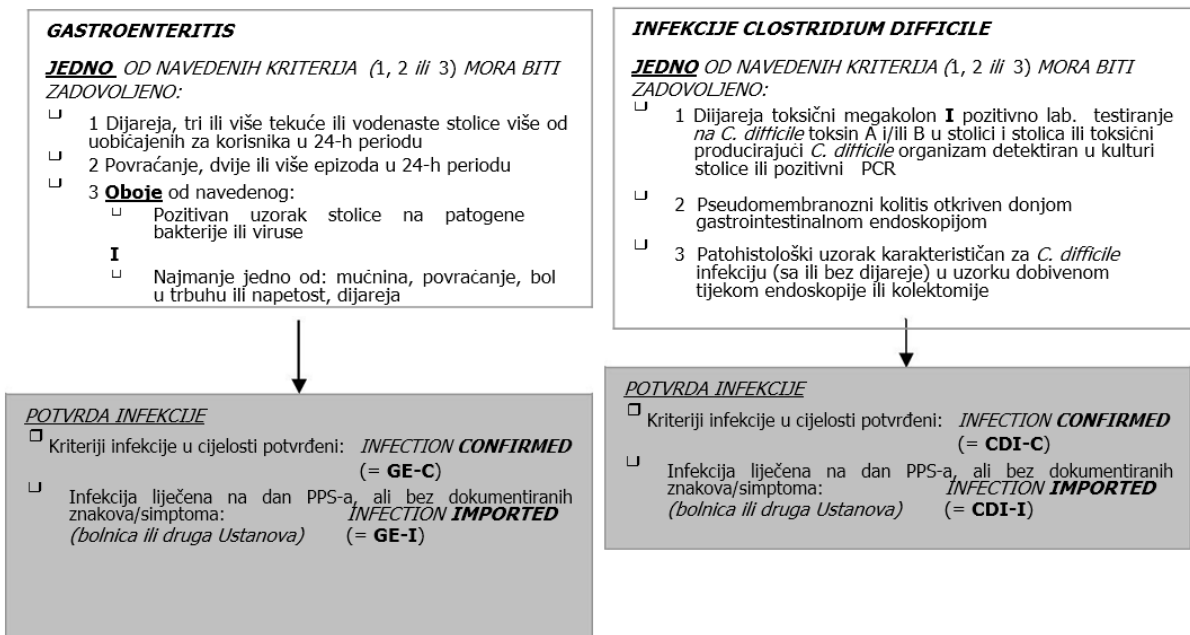 GASTROENTERITIS
JEDNO OD NAVEDENIH KRITERIJA (1, 2 ili 3) MORA BITI
ZADOVOLJENO:
1 Dijareja, tri ili više tekuće ili vodenaste stolice više od
uobičajenih za korisnika u 24-h periodu
2 Povraćanje, dvije ili više epizoda u 24-h periodu
3 Oboje od navedenog:
Pozitivan uzorak stolice na patogene
bakterije ili viruse
I
Najmanje jedno od: mučnina, povraćanje, bol
u trbuhu ili napetost, dijareja
POTVRDA INFEKCIJE
Kriteriji infekcije u cijelosti potvrđeni: INFECTION CONFIRMED
(= GE-C)
Infekcija liječena na dan PPS-a, ali bez dokumentiranih
znakova/simptoma: INFECTION IMPORTED
(bolnica ili druga Ustanova) (= GE-I)
INFEKCIJE CLOSTRIDIUM DIFFICILE
JEDNO OD NAVEDENIH KRITERIJA (1, 2 ili 3) MORA BITI
ZADOVOLJENO:
1 Diijareja toksični megakolon I pozitivno lab. testiranje
na C. difficile toksin A i/ili B u stolici i stolica ili toksični
producirajući C. difficile organizam detektiran u kulturi
stolice ili pozitivni PCR
2 Pseudomembranozni kolitis otkriven donjom
gastrointestinalnom endoskopijom
3 Patohistološki uzorak karakterističan za C. difficile
infekciju (sa ili bez dijareje) u uzorku dobivenom
tijekom endoskopije ili kolektomije
POTVRDA INFEKCIJE
Kriteriji infekcije u cijelosti potvrđeni: INFECTION CONFIRMED
(= CDI-C)
Infekcija liječena na dan PPS-a, ali bez dokumentiranih
znakova/simptoma: INFECTION IMPORTED
(bolnica ili druga Ustanova) (= CDI-I)